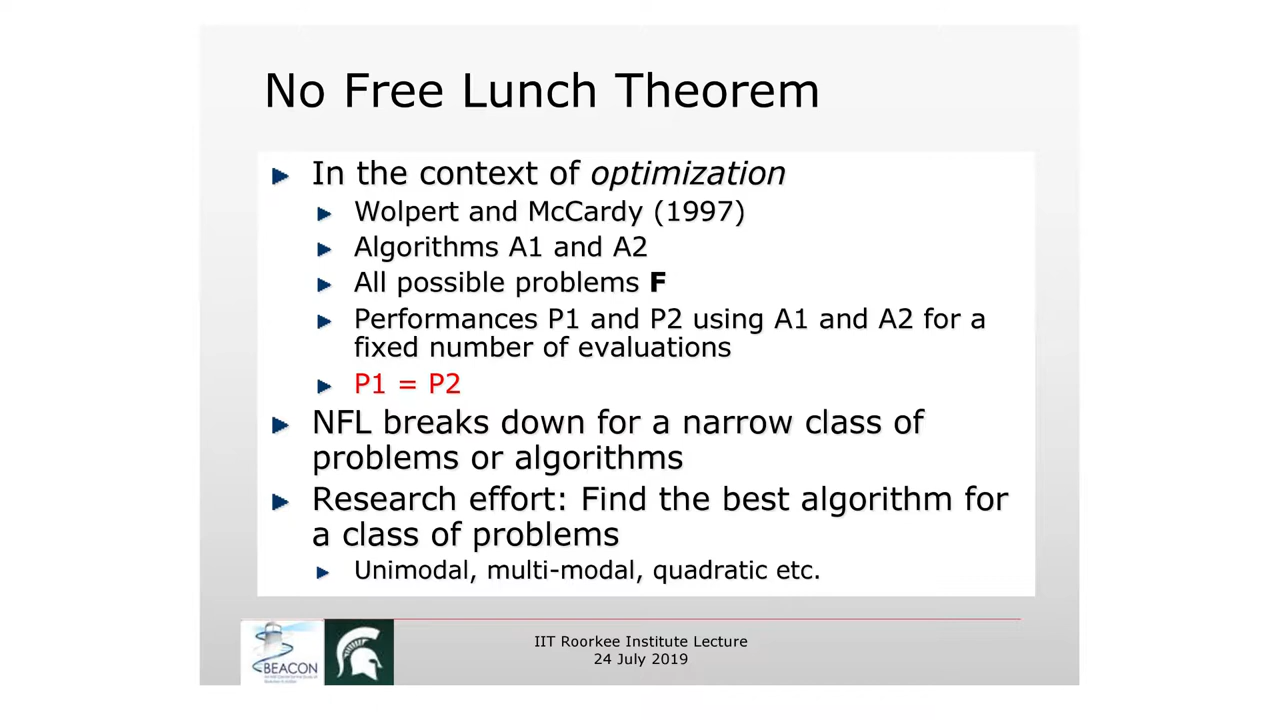 No Free Lunch Theorem
In the context of optimization
Wolpert and McCardy (1997)
Algorithms A1 and A2
All possible problems F
Performances P1 and P2 using A1 and A2 for a
fixed number of evaluations
P1 = P2
NFL breaks down for a narrow class of
problems or algorithms
Research effort: Find the best algorithm for
a class of problems
Unimodal, multi-modal, quadratic etc.
BEACON
IIT Roorkee Institute Lecture
24 July 2019